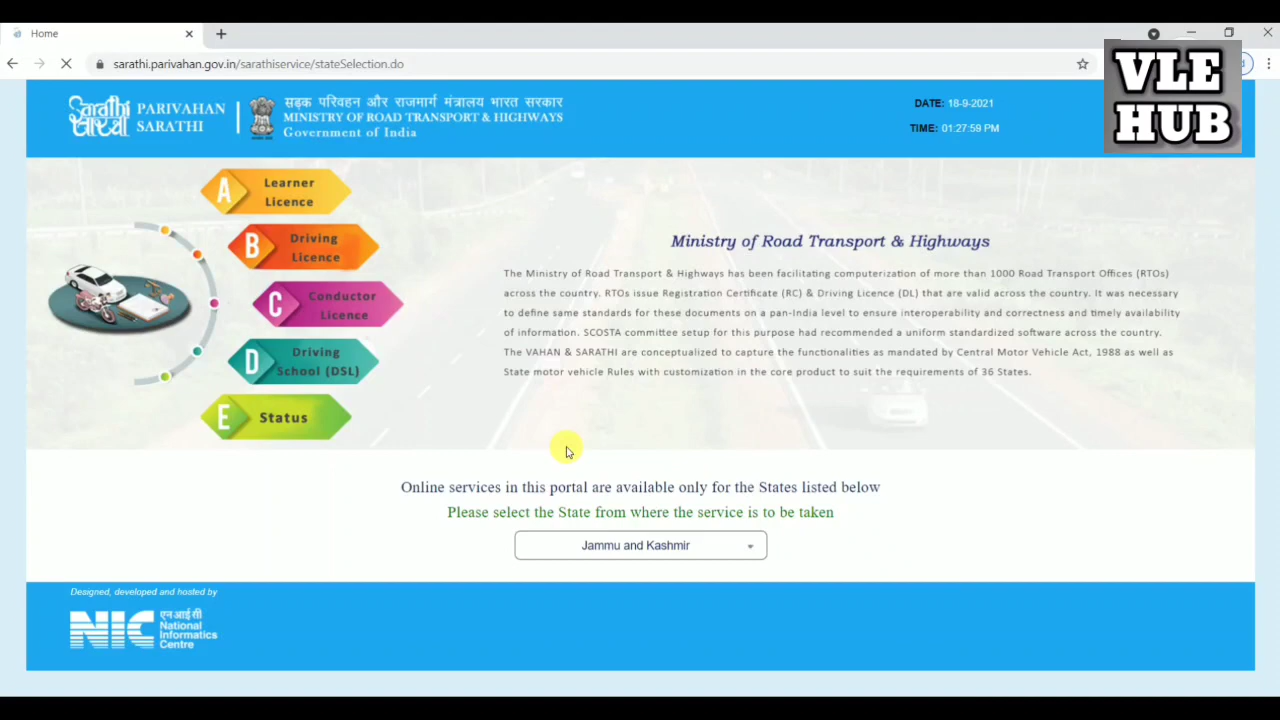 Home
sarathi.parivahan.gov.in/sarathiservice/stateSelection.do
VLE
HUB
Sarathi
सारथी
PARIVAHAN
SARATHI
सड़क परिवहन और राजमार्ग मंत्रालय भारत सरकार
MINISTRY OF ROAD TRANSPORT & HIGHWAYS
Government of India
DATE: 18-9-2021
TIME: 01:27:59 PM
A
Learner
Licence
B
Driving
Licence
C
Conductor
Licence
D
Driving
School (DSL)
E
Status
Ministry of Road Transport & Highways
The Ministry of Road Transport & Highways has been facilitating computerization of more than 1000 Road Transport Offices (RTOs)
across the country. RTOs issue Registration Certificate (RC) & Driving Licence (DL) that are valid across the country. It was necessary
to define same standards for these documents on a pan-India level to ensure interoperability and correctness and timely availability
of information. SCOSTA committee setup for this purpose had recommended a uniform standardized software across the country.
The VAHAN & SARATHI are conceptualized to capture the functionalities as mandated by Central Motor Vehicle Act, 1988 as well as
State motor vehicle Rules with customization in the core product to suit the requirements of 36 States.
Online services in this portal are available only for the States listed below
Please select the State from where the service is to be taken
Jammu and Kashmir
Designed, developed and hosted by
NIC
एन आई सी
National
Informatics
Centre